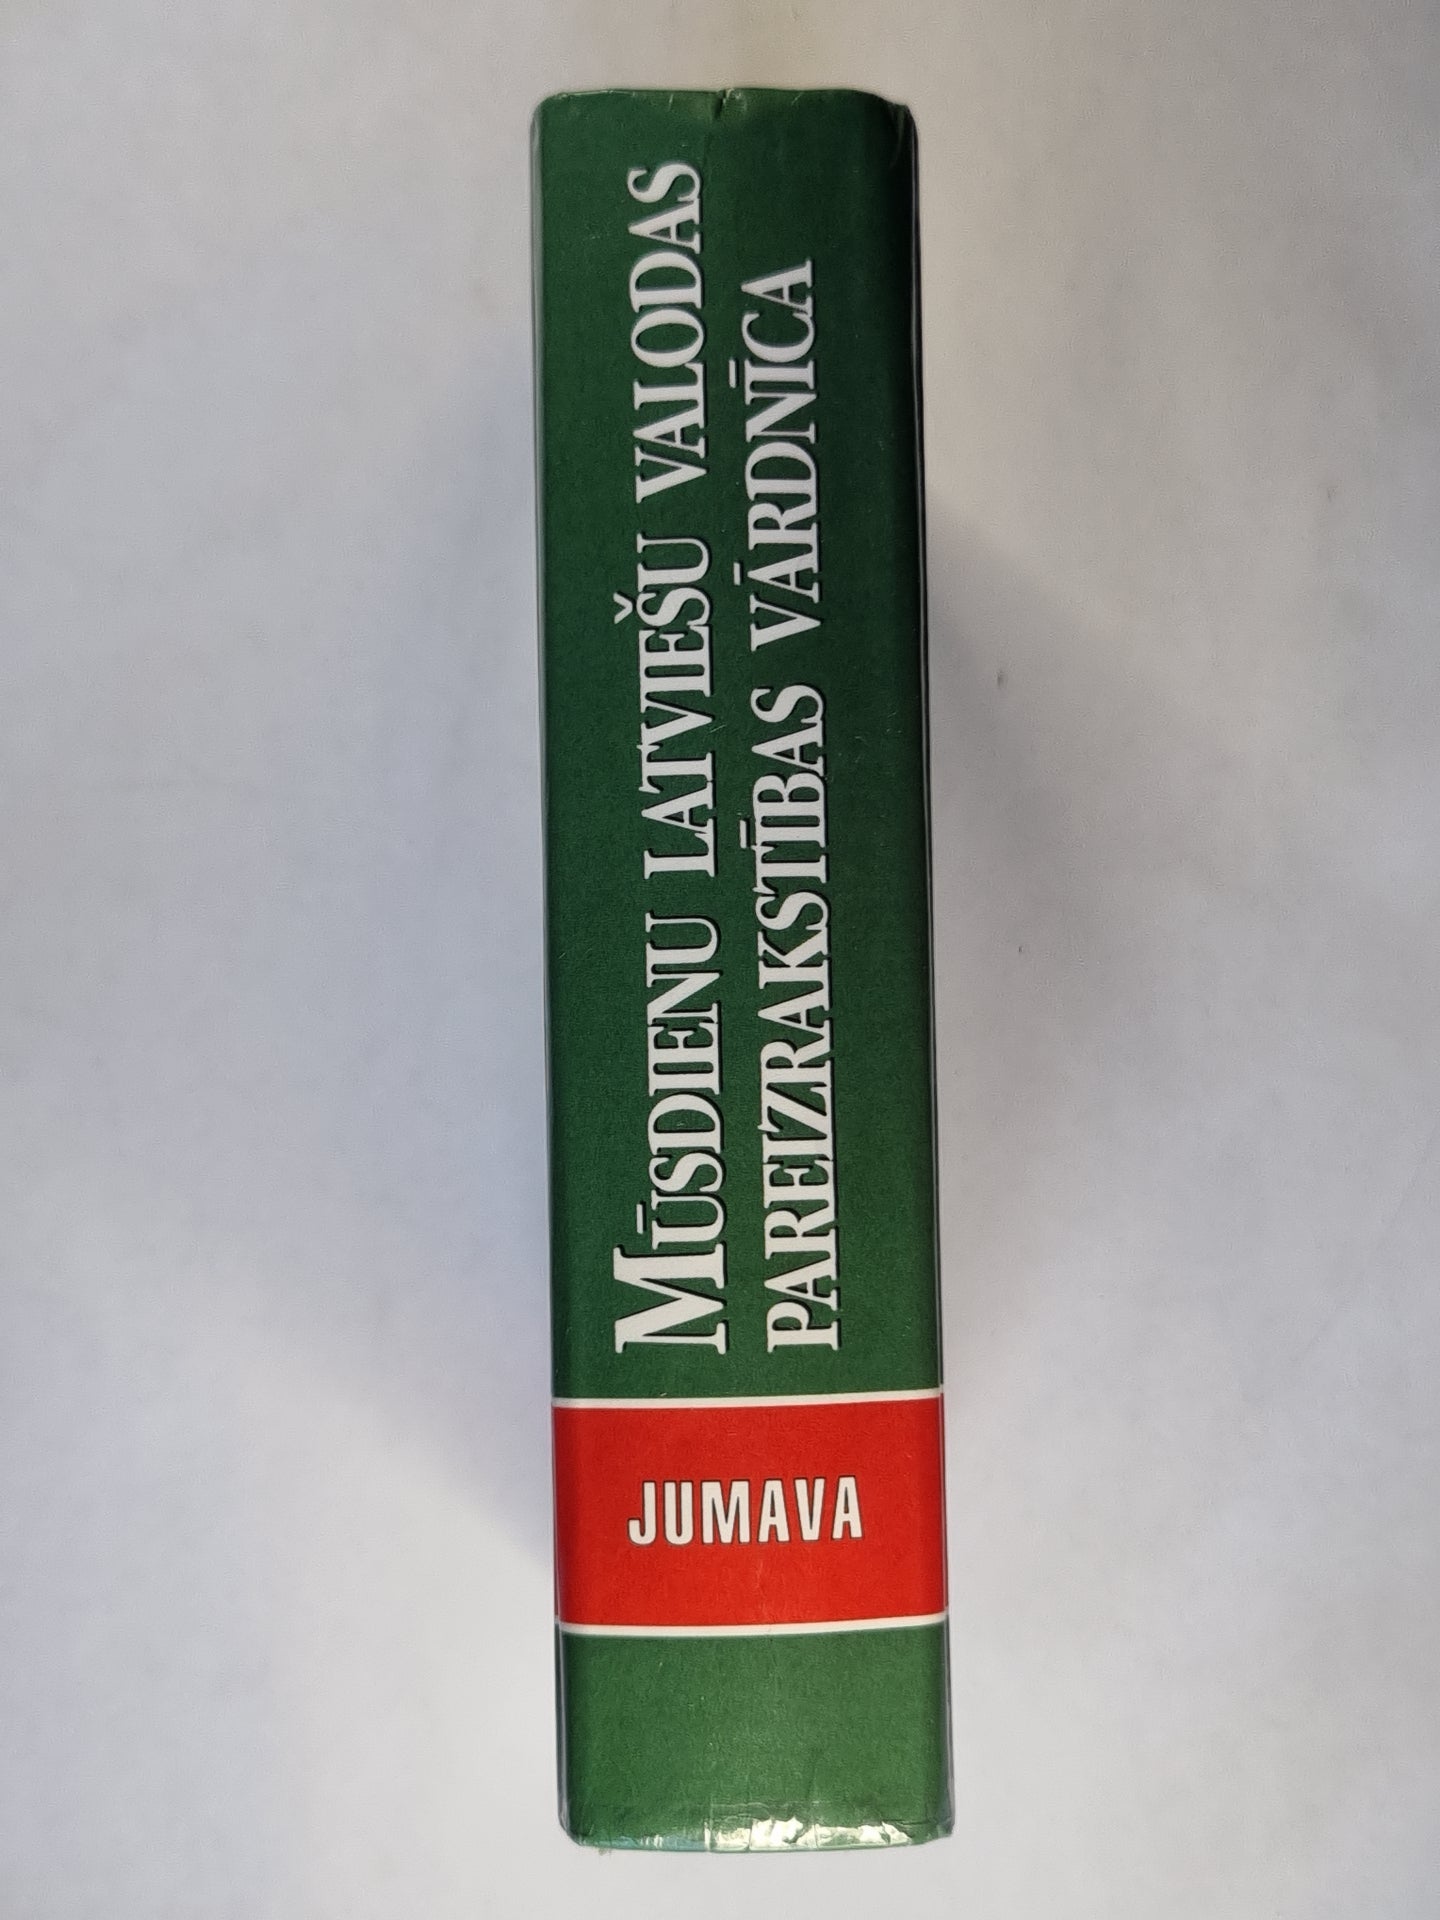 MŪSDIENU LATVIEŠU VALODAS
PAREIZRAKSTĪBAS VĀRDNĪCA
JUMAVA